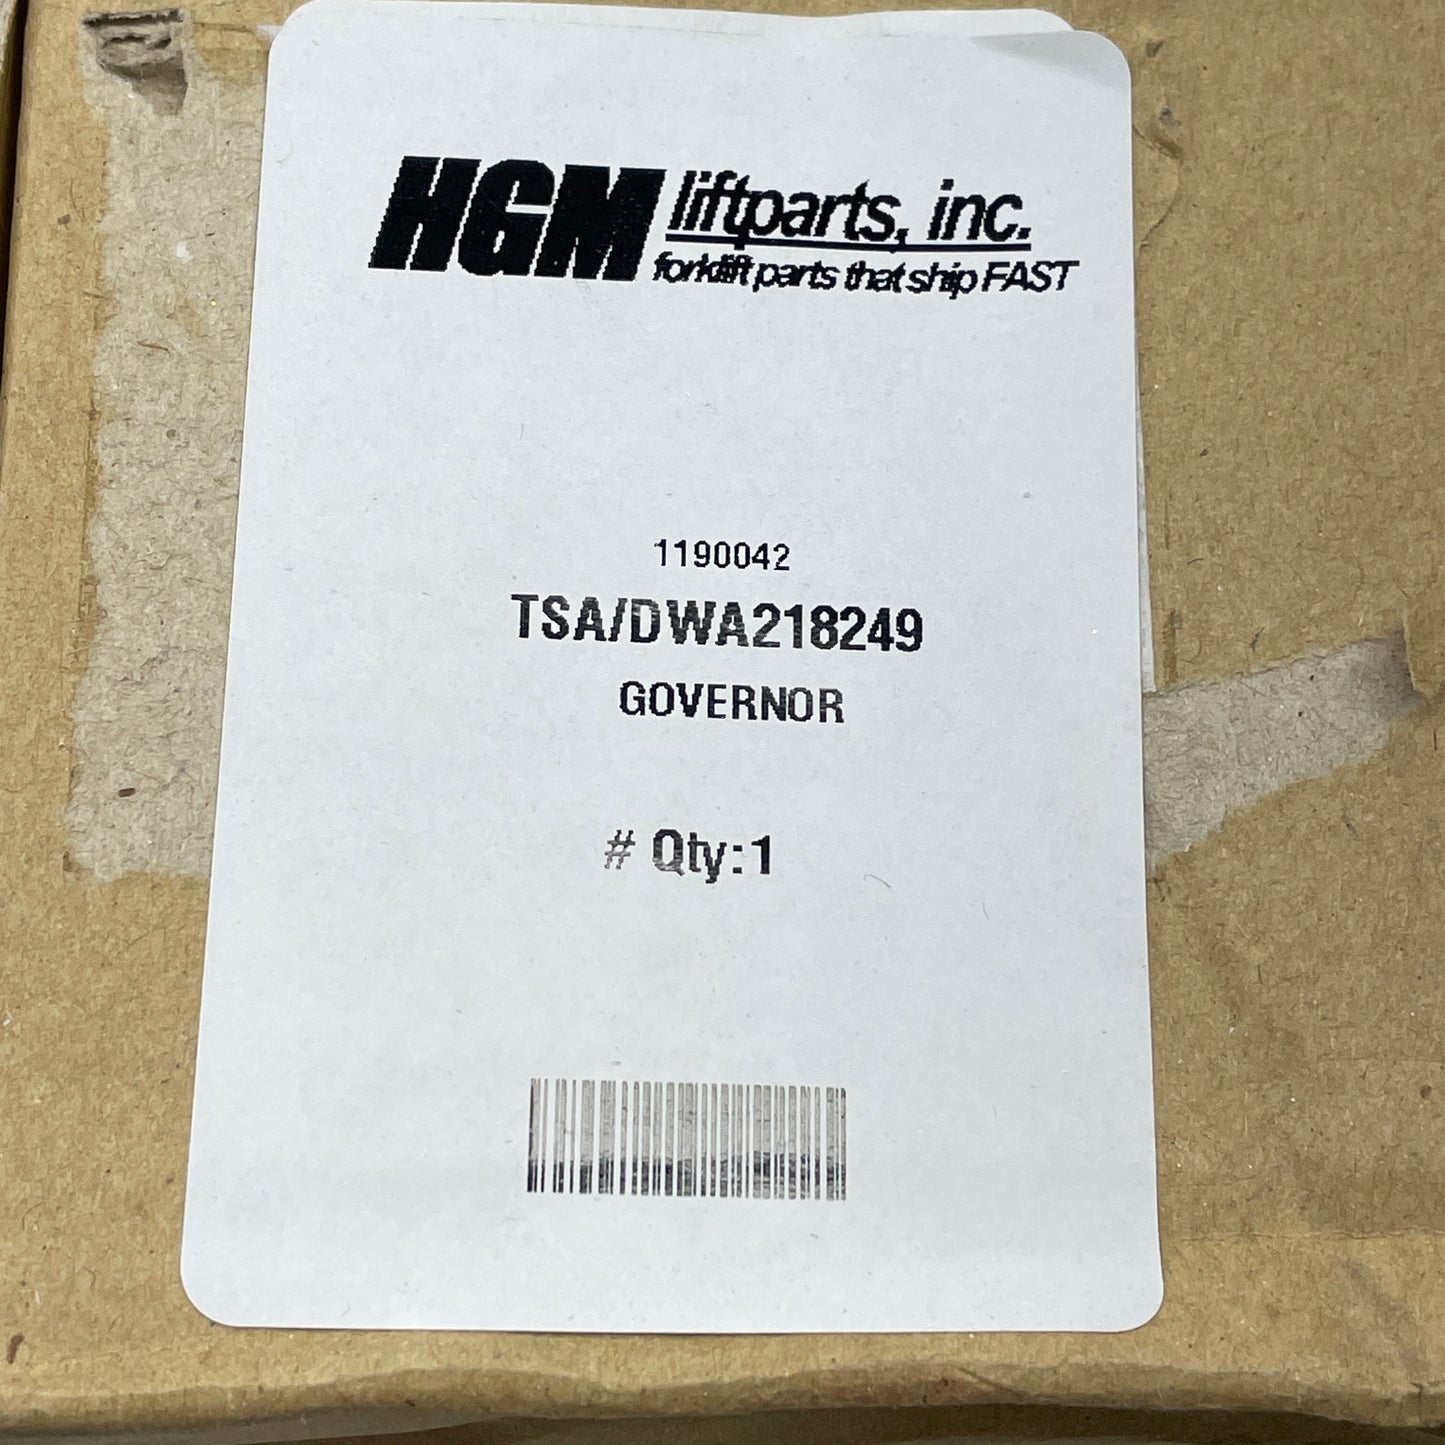 HGM liftparts, inc.
forklift parts that ship FAST
1190042
TSA/DWA218249
GOVERNOR
# Qty:1